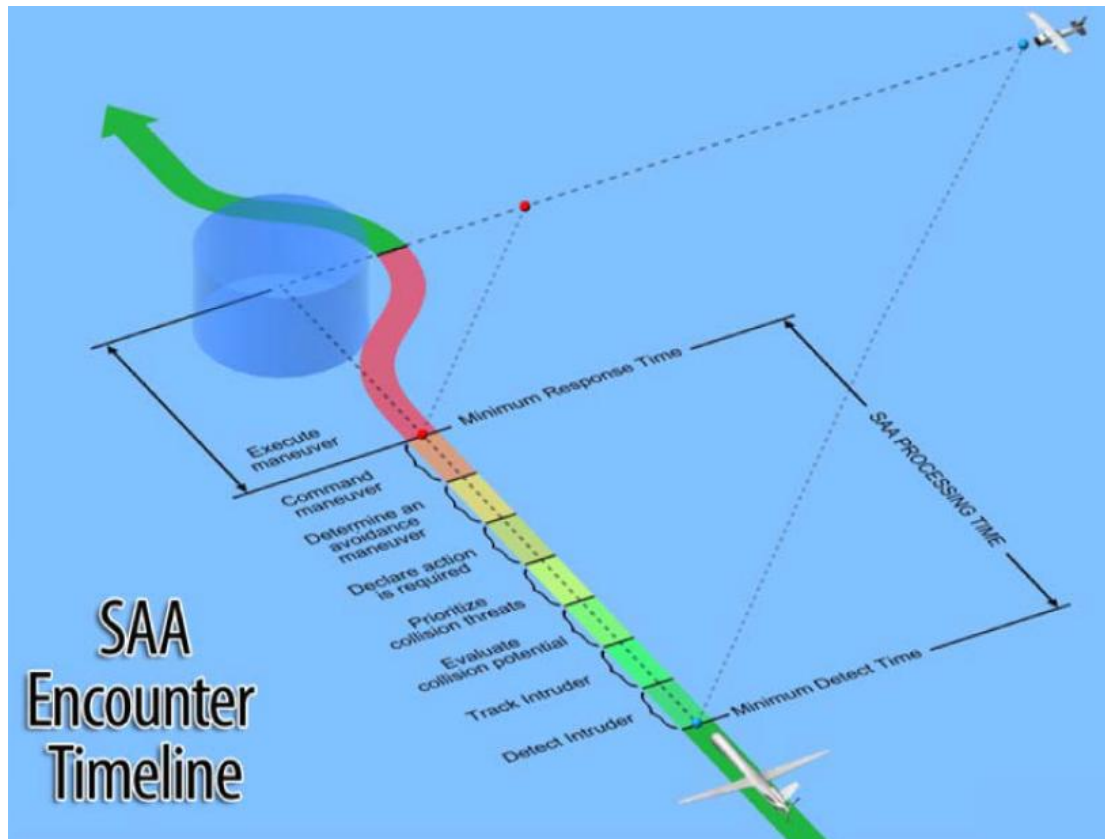 Minimum Response Time
Execute
maneuver
Command
maneuver
Determine an
avoidance
maneuver
Declare action
is required
Prioritize
collision threats
Evaluate
collision potential
Track Intruder
Detect Intruder
SAA PROCESSING TIME
Minimum Detect Time
SAA
Encounter
Timeline